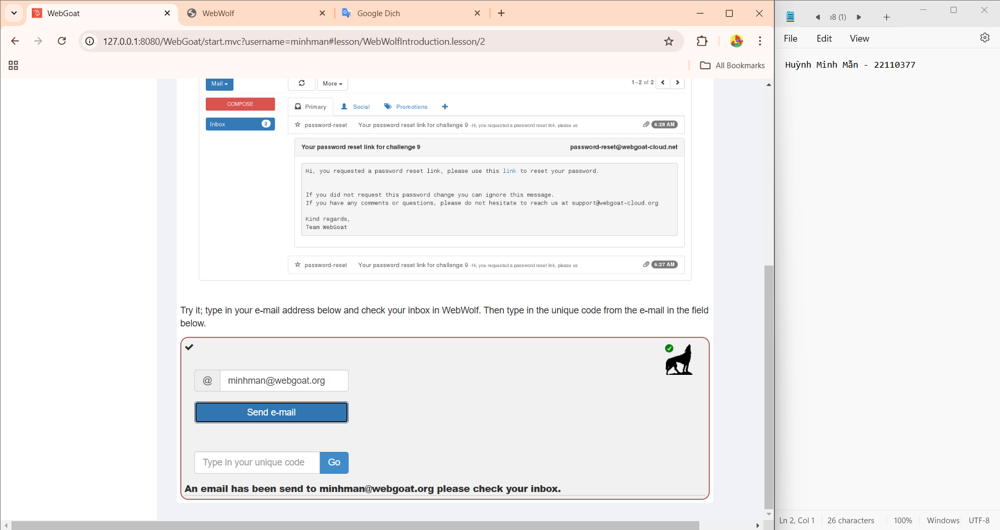 WebGoat
WebWolf
Google Dịch
127.0.0.1:8080/WebGoat/start.mvc?username=minhman#lesson/WebWolfIntroduction.lesson/2
All Bookmarks
Mail
More
1–2 of 2
COMPOSE
Primary
Social
Promotions
Inbox 2
password-reset Your password reset link for challenge 9 -Hi, you requested a password reset link, please us 6:28 AM
Your password reset link for challenge 9 password-reset@webgoat-cloud.net
Hi, you requested a password reset link, please use this link to reset your password.
If you did not request this password change you can ignore this message.
If you have any comments or questions, please do not hesitate to reach us at support@webgoat-cloud.org
Kind regards,
Team WebGoat
password-reset Your password reset link for challenge 9 -Hi, you requested a password reset link, please us 6:27 AM
Try it; type in your e-mail address below and check your inbox in WebWolf. Then type in the unique code from the e-mail in the field
below.
@ minhman@webgoat.org
Send e-mail
Type in your unique code Go
An email has been send to minhman@webgoat.org please check your inbox.
8 (1)
File Edit View
Huỳnh Minh Mẫn - 22110377
Ln 2, Col 1 26 characters 100% Windows UTF-8